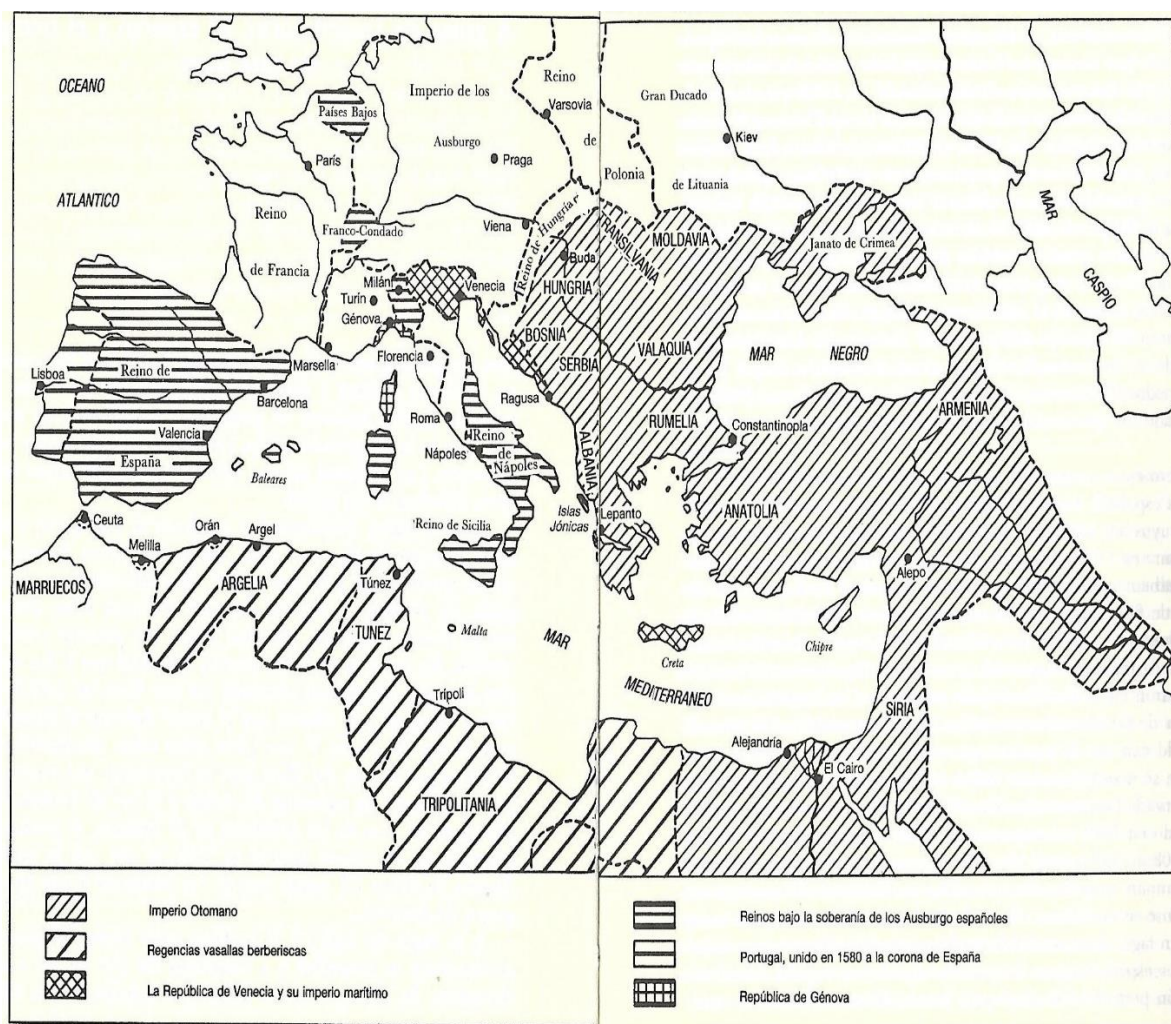 OCEANO
ATLANTICO
Países Bajos
París
Reino
de Francia
Franco-Condado
Imperio de los
Ausburgo
Praga
Viena
Reino
Varsovia
de
Polonia
Gran Ducado
Kiev
de Lituania
Reino de Hungría
Buda
HUNGRIA
TRANSILVANIA
MOLDAVIA
Janato de Crimea
MAR
CASPIO
Milán
Venecia
Turín
Génova
Marsella
Florencia
BOSNIA
SERBIA
VALAQUIA
MAR
NEGRO
Lisboa
Reino de
Barcelona
Valencia
España
Baleares
Roma
Ragusa
Nápoles
Reino
de
Nápoles
ALBANIA
RUMELIA
Constantinopla
ARMENIA
ANATOLIA
Islas
Jónicas
Lepanto
Reino de Sicilia
Ceuta
Melilla
Orán
Argel
MARRUECOS
ARGELIA
Túnez
TUNEZ
Malta
MAR
MEDITERRANEO
Creta
Chipre
Alepo
SIRIA
Trípoli
TRIPOLITANIA
Alejandría
El Cairo
Imperio Otomano
Regencias vasallas berberiscas
La República de Venecia y su imperio marítimo
Reinos bajo la soberanía de los Ausburgo españoles
Portugal, unido en 1580 a la corona de España
República de Génova